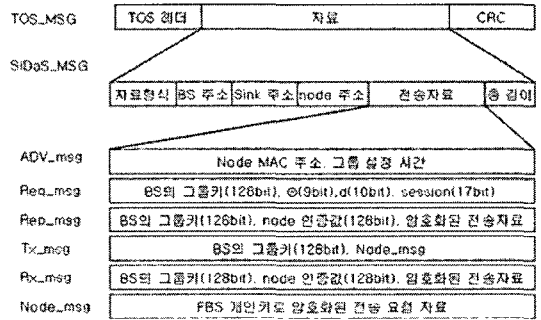 TOS_MSG TOS 헤더 자료 CRC
SiDaS_MSG
자료형식 BS 주소 Sink 주소 node 주소 전송자료 총 길이
ADV_msg Node MAC 주소, 그룹 설정 시간
Req_msg BS의 그룹키(128bit), e(9bit),d(10bit), session(17bit)
Rep_msg BS의 그룹키(128bit), node 인증값(128bit), 암호화된 전송자료
Tx_msg BS의 그룹키(128bit), Node_msg
Rx_msg BS의 그룹키(128bit), node 인증값(128bit), 암호화된 전송자료
Node_msg FBS 개인키로 암호화된 전송 요청 자료